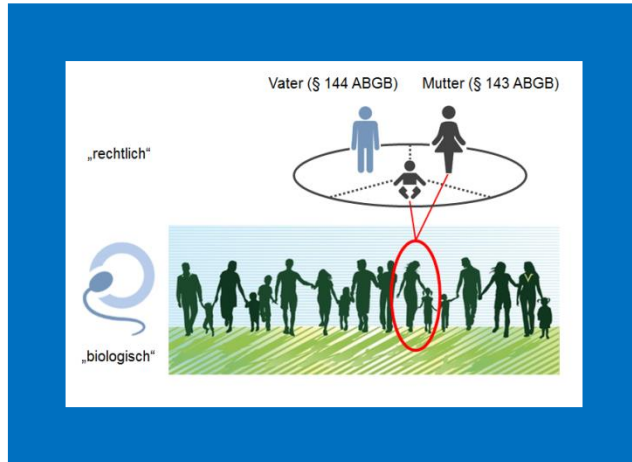 Vater (§ 144 ABGB) Mutter (§ 143 ABGB)
„rechtlich“
„biologisch“